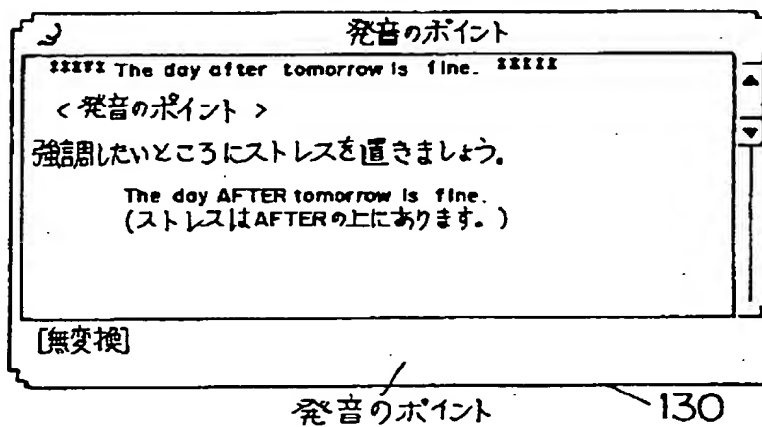 発音のポイント
***** The day after tomorrow is fine. *****
<発音のポイント>
強調したいところにストレスを置きましょう。
The day AFTER tomorrow is fine.
(ストレスはAFTERの上にあります。)
[無変換]
発音のポイント
130